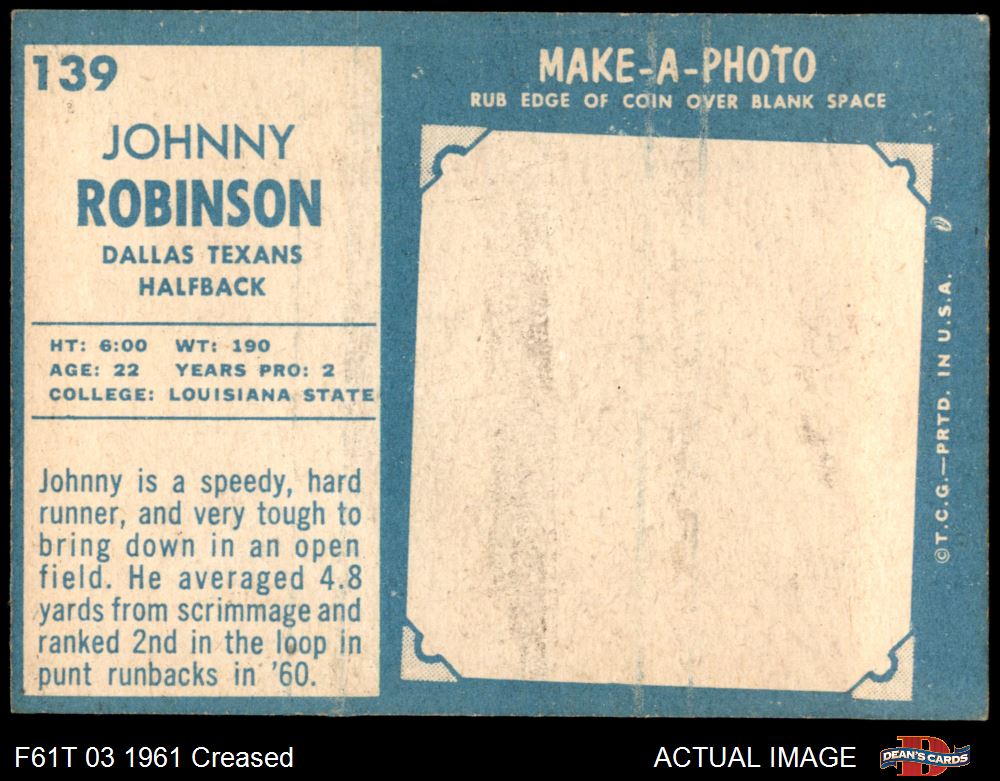 139
JOHNNY
ROBINSON
DALLAS TEXANS
HALFBACK
HT: 6:00 WT: 190
AGE: 22 YEARS PRO: 2
COLLEGE: LOUISIANA STATE
Johnny is a speedy, hard
runner, and very tough to
bring down in an open
field. He averaged 4.8
yards from scrimmage and
ranked 2nd in the loop in
punt runbacks in '60.
MAKE-A-PHOTO
RUB EDGE OF COIN OVER BLANK SPACE
©T.C.G.—PRTD. IN U.S.A.
F61T 03 1961 Creased
ACTUAL IMAGE
D
DEAN'S CARDS